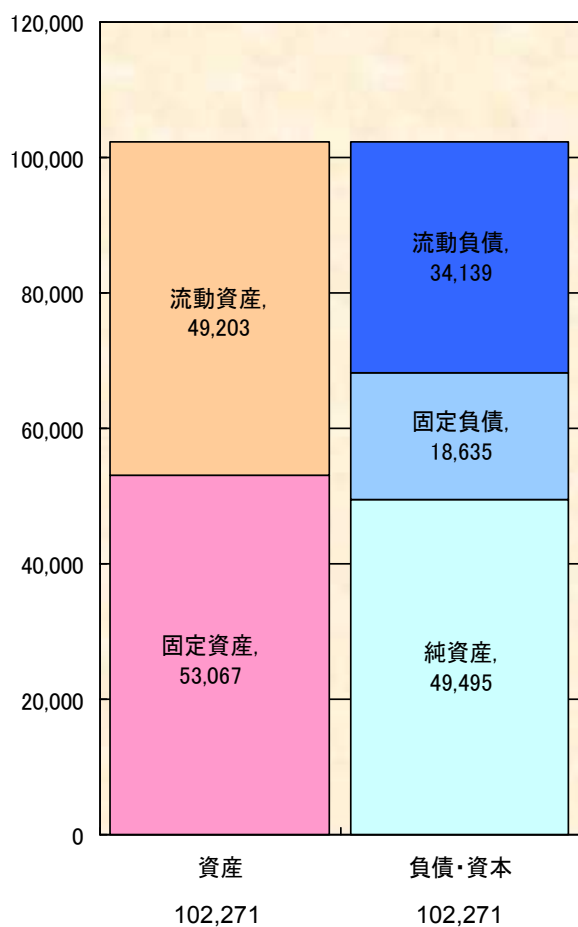 120,000
100,000
80,000
60,000
40,000
20,000
0
流動資産,
49,203
固定資産,
53,067
流動負債,
34,139
固定負債,
18,635
純資産,
49,495
資産
負債・資本
102,271
102,271